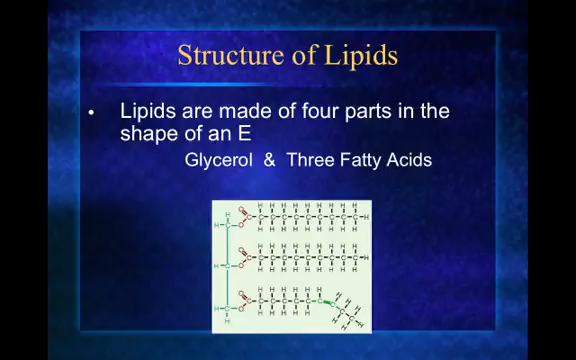 Structure of Lipids
• Lipids are made of four parts in the
shape of an E
Glycerol & Three Fatty Acids